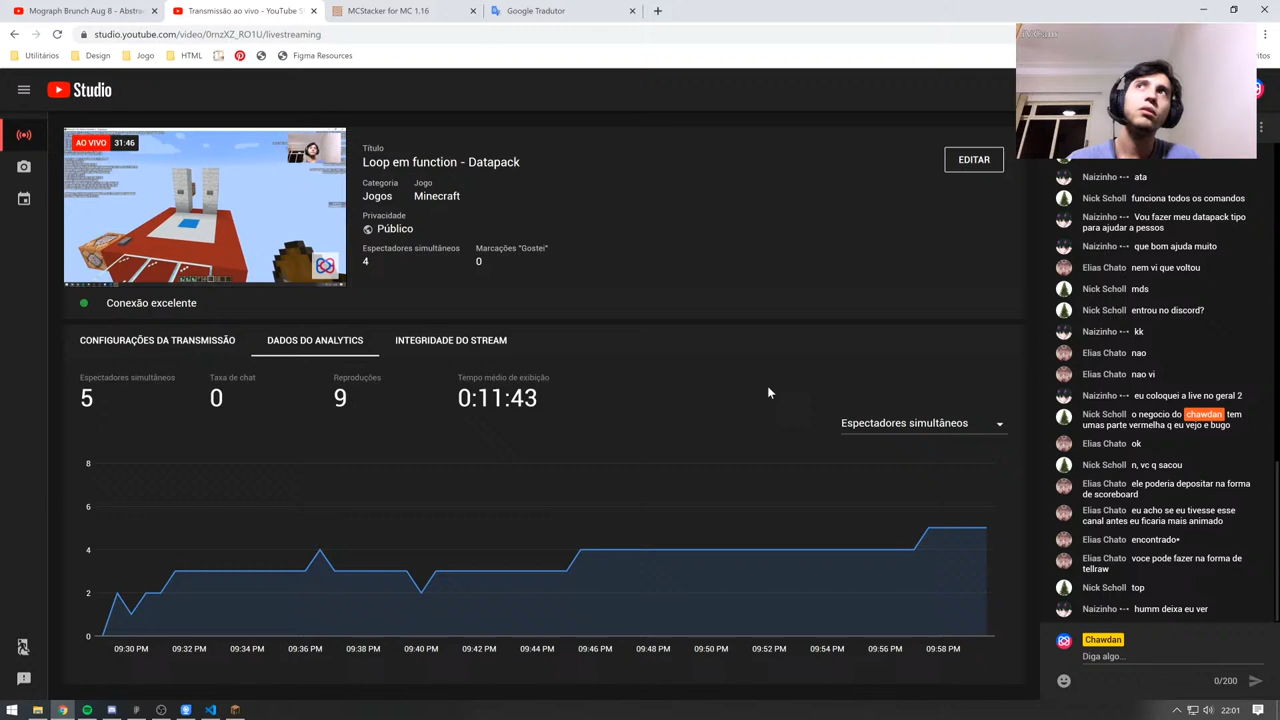 Mograph Brunch Aug 8 - Abstrac
Transmissão ao vivo - YouTube S
MCStacker for MC 1.16
Google Tradutor
studio.youtube.com/video/0rnzXZ_RO1U/livestreaming
Utilitários
Design
Jogo
HTML
Figma Resources
Studio
AO VIVO 31:46
Título
Loop em function - Datapack
Categoria
Jogos
Jogo
Minecraft
Privacidade
Público
Espectadores simultâneos
4
Marcações "Gostei"
0
EDITAR
Conexão excelente
CONFIGURAÇÕES DA TRANSMISSÃO
DADOS DO ANALYTICS
INTEGRIDADE DO STREAM
Espectadores simultâneos
5
Taxa de chat
0
Reproduções
9
Tempo médio de exibição
0:11:43
Espectadores simultâneos
8
6
4
2
0
09:30 PM 09:32 PM 09:34 PM 09:36 PM 09:38 PM 09:40 PM 09:42 PM 09:44 PM 09:46 PM 09:48 PM 09:50 PM 09:52 PM 09:54 PM 09:56 PM 09:58 PM
Naizinho ata
Nick Scholl funciona todos os comandos
Naizinho Vou fazer meu datapack tipo
para ajudar a pessos
Naizinho que bom ajuda muito
Elias Chato nem vi que voltou
Nick Scholl mds
Nick Scholl entrou no discord?
Naizinho kk
Elias Chato nao
Elias Chato nao vi
Naizinho eu coloquei a live no geral 2
Nick Scholl o negocio do chawdan tem
umas parte vermelha q eu vejo e bugo
Elias Chato ok
Nick Scholl n, vc q sacou
Elias Chato ele poderia depositar na forma
de scoreboard
Elias Chato eu acho se eu tivesse esse
canal antes eu ficaria mais animado
Elias Chato encontrado*
Elias Chato voce pode fazer na forma de
tellraw
Nick Scholl top
Naizinho humm deixa eu ver
Chawdan
Diga algo...
0/200
22:01